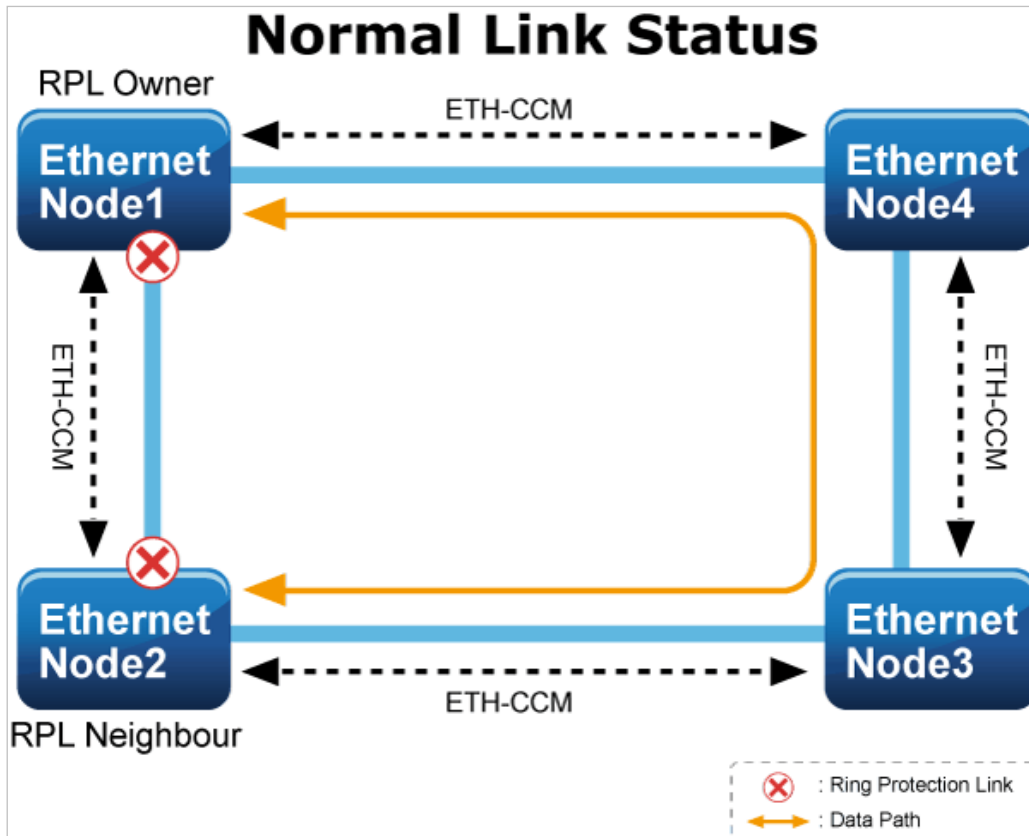 Normal Link Status
RPL Owner
ETH-CCM
Ethernet
Node1
Ethernet
Node4
ETH-CCM
ETH-CCM
Ethernet
Node2
Ethernet
Node3
ETH-CCM
RPL Neighbour
: Ring Protection Link
: Data Path